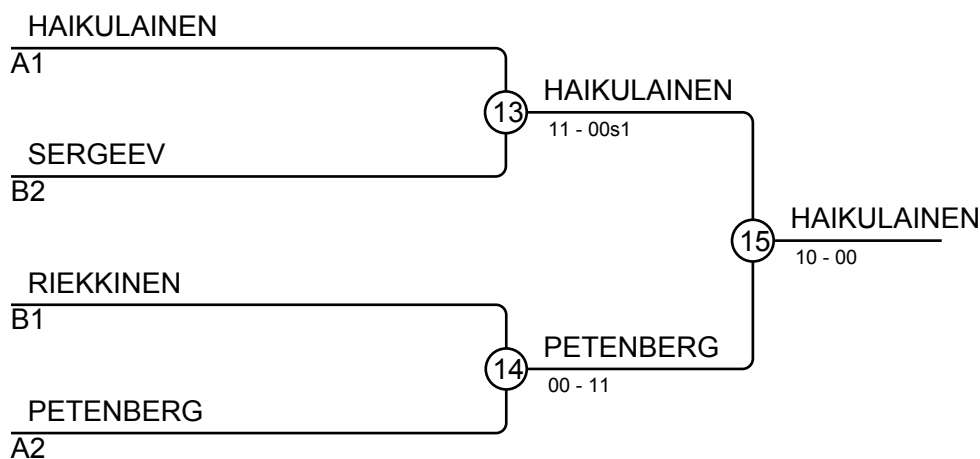 HAIKULAINEN
A1
13
HAIKULAINEN
11 - 00s1
SERGEEV
B2
15
HAIKULAINEN
10 - 00
RIEKKINEN
B1
14
PETENBERG
00 - 11
PETENBERG
A2